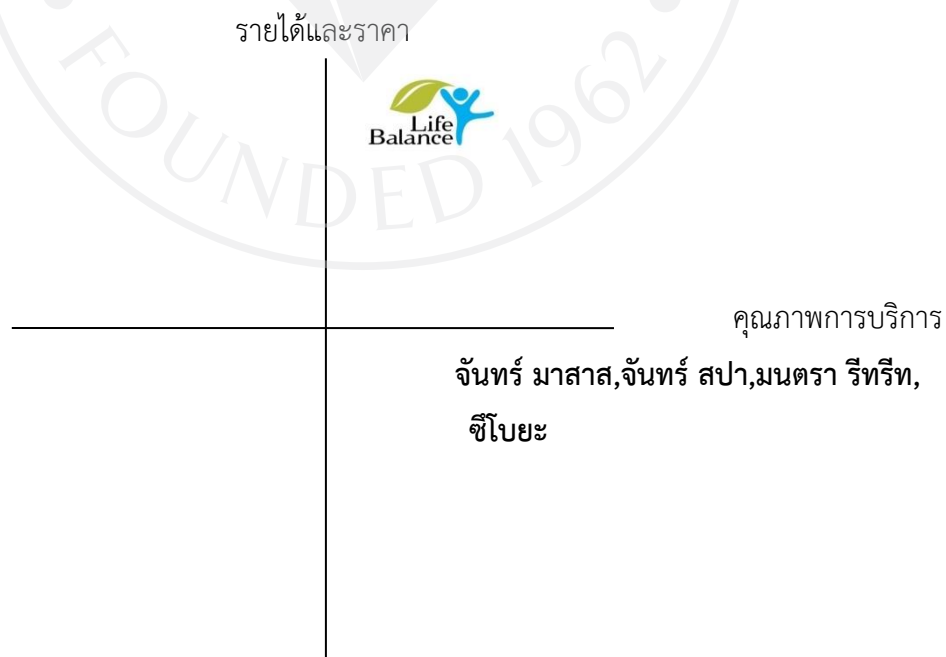 รายได้และราคา
Life
Balance
FOUNDED 1962
คุณภาพการบริการ
จันทร์ มาสาส,จันทร์ สปา,มนตรา รีทรีท,
ซึโบยะ